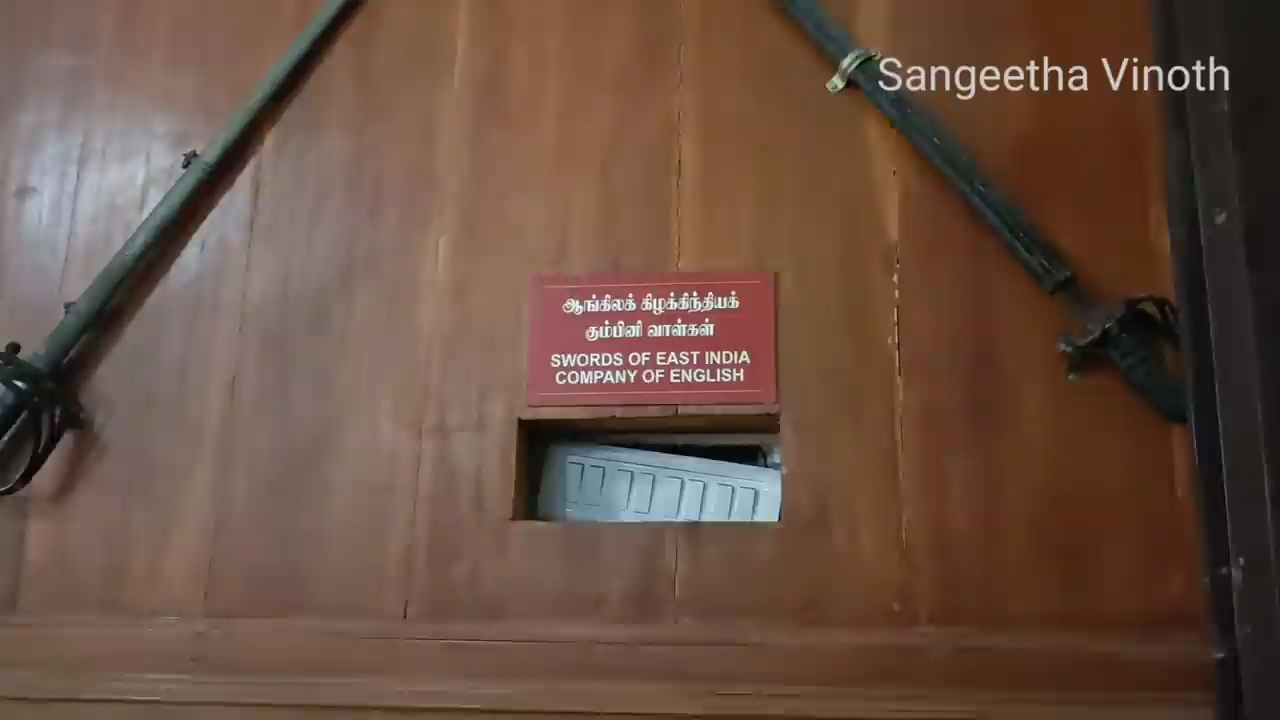 Sangeetha Vinoth
ஆங்கிலக் கிழக்கிந்தியக்
கும்பினி வாள்கள்
SWORDS OF EAST INDIA
COMPANY OF ENGLISH